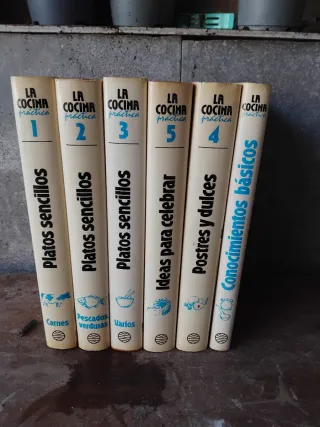 LA
COCINA
práctica
1
Platos sencillos
Carnes
LA
COCINA
práctica
2
Platos sencillos
Pescados
verduras
LA
COCINA
práctica
3
Platos sencillos
Varios
LA
COCINA
práctica
5
Ideas para celebrar
LA
COCINA
práctica
4
Postres y dulces
LA
COCINA
práctica
Conocimientos básicos